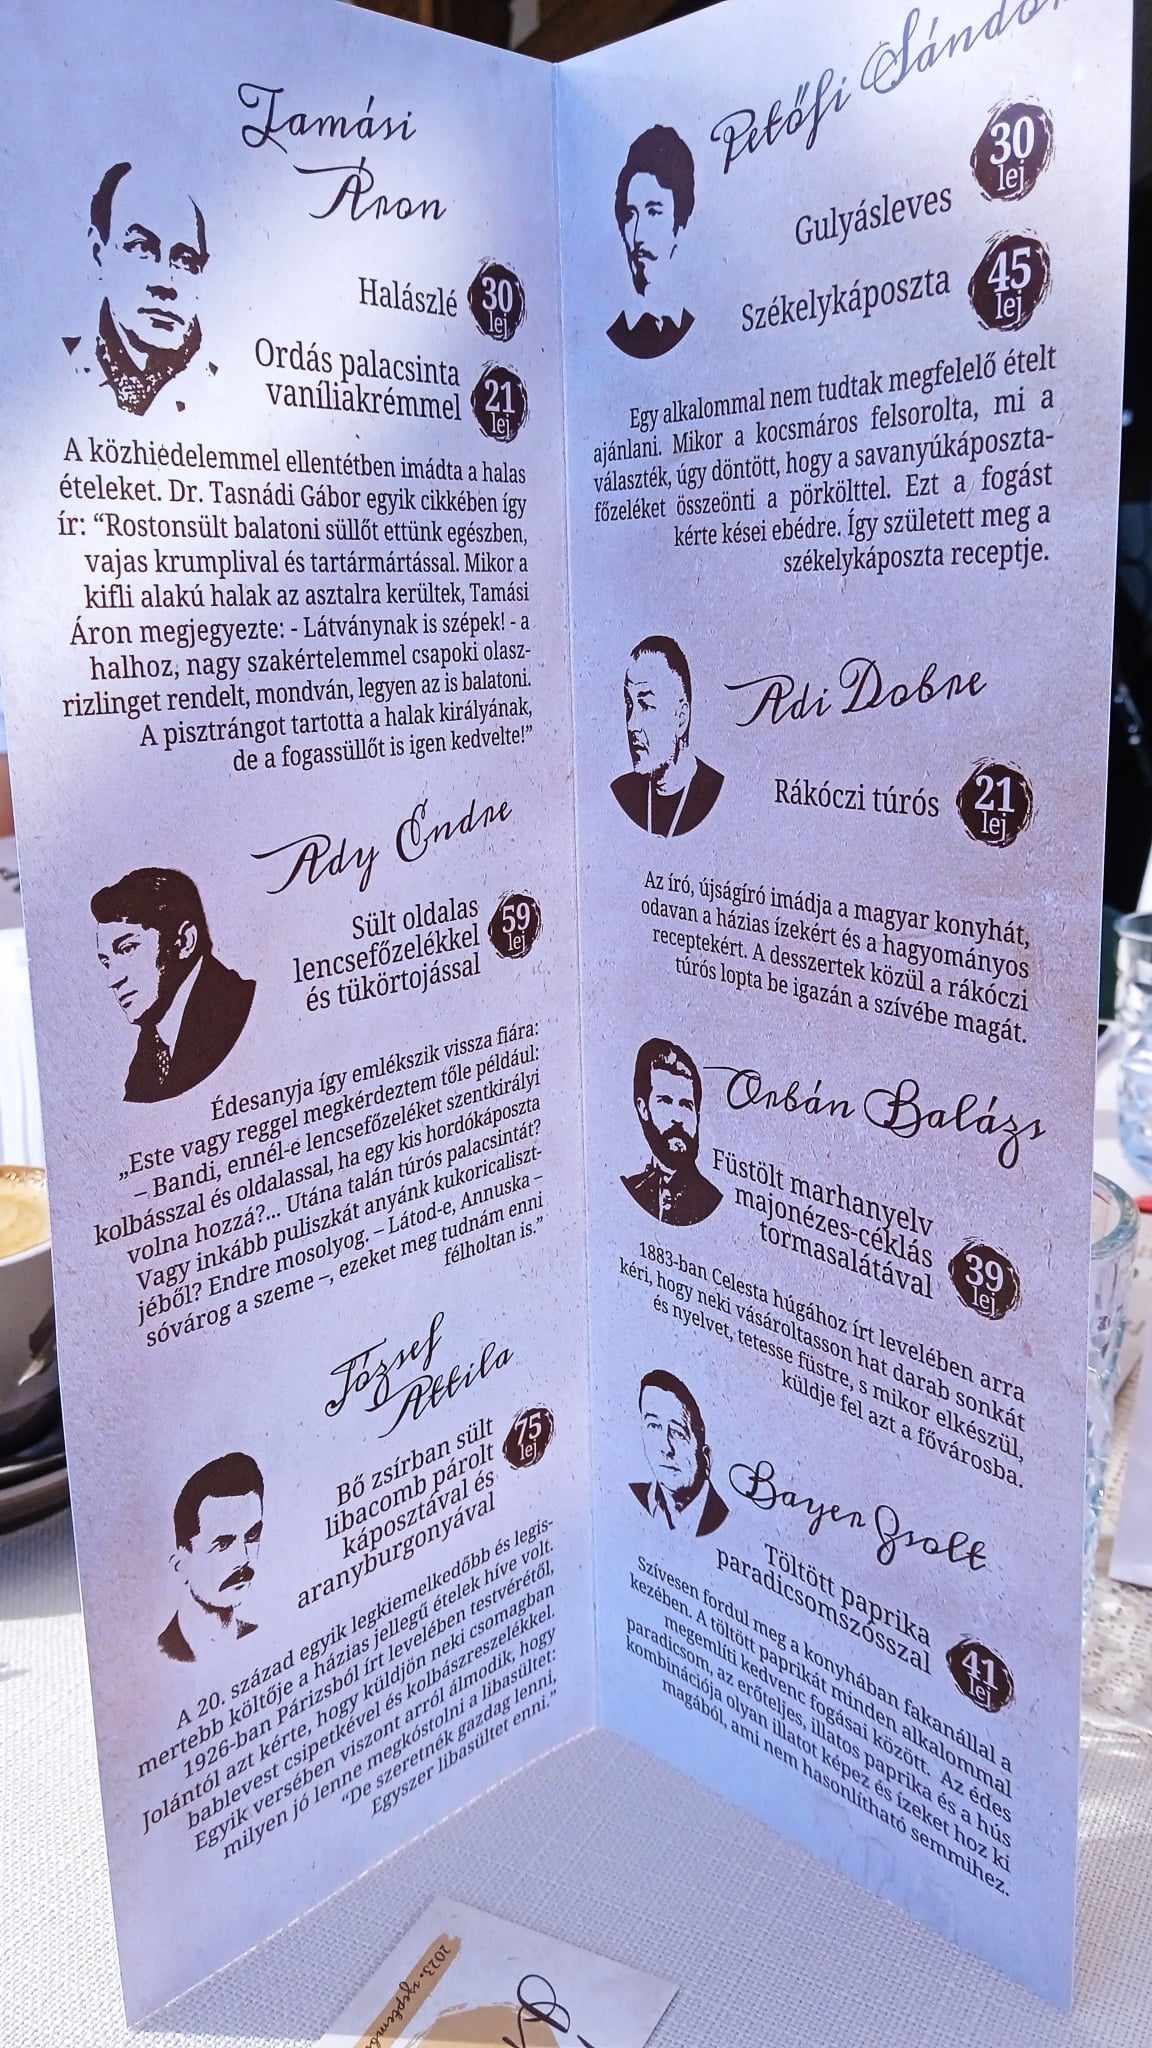 Tamási
Áron
Halászlé
30
lej
Ordás palacsinta
vaníliakrémmel
21
lej
A közhiedelemmel ellentétben imádta a halas
ételeket. Dr. Tasnádi Gábor egyik cikkében így
ír: “Rostonsült balatoni süllőt ettünk egészben,
vajas krumplival és tartármártással. Mikor a
kifli alakú halak az asztalra kerültek, Tamási
Áron megjegyezte: - Látványnak is szépek! - a
halhoz, nagy szakértelemmel csapoki olasz-
rizlinget rendelt, mondván, legyen az is balatoni.
A pisztrángot tartotta a halak királyának,
de a fogassüllőt is igen kedvelte!”
Ady Endre
Sült oldalas
lencsefőzelékkel
és tükörtojással
59
lej
Édesanyja így emlékszik vissza fiára:
„Este vagy reggel megkérdeztem tőle például:
– Bandi, ennél-e lencsefőzeléket szentkirályi
kolbásszal és oldalassal, ha egy kis hordókáposzta
volna hozzá?... Utána talán túrós palacsintát?
Vagy inkább puliszkát anyánk kukoricaliszt-
jéből? Endre mosolyog. – Látod-e, Annuska –
sóvárog a szeme –, ezeket meg tudnám enni
félholtan is.”
József
Attila
Bő zsírban sült
libacomb párolt
káposztával és
aranyburgonyával
75
lej
A 20. század egyik legkiemelkedőbb és legis-
mertebb költője a házias jellegű ételek híve volt.
1926-ban Párizsból írt levelében testvérétől,
Jolántól azt kérte, hogy küldjön neki csomagban
bablevest csipetkével és kolbászreszelékkel.
Egyik versében viszont arról álmodik, hogy
milyen jó lenne megkóstolni a libasültet:
“De szeretnék gazdag lenni,
Egyszer libasültet enni.”
Petőfi Sándor
Gulyásleves
30
lej
Székelykáposzta
45
lej
Egy alkalommal nem tudtak megfelelő ételt
ajánlani. Mikor a kocsmáros felsorolta, mi a
választék, úgy döntött, hogy a savanyúkáposzta-
főzeléket összeönti a pörkölttel. Ezt a fogást
kérte kései ebédre. Így született meg a
székelykáposzta receptje.
Adi Dobre
Rákóczi túrós
21
lej
Az író, újságíró imádja a magyar konyhát,
odavan a házias ízekért és a hagyományos
receptekért. A desszertek közül a rákóczi
túrós lopta be igazán a szívébe magát.
Orbán Balázs
Füstölt marhanyelv
majonézes-céklás
tormasalátával
39
lej
1883-ban Celesta húgához írt levelében arra
kéri, hogy neki vásároltasson hat darab sonkát
és nyelvet, tetesse füstre, s mikor elkészül,
küldje fel azt a fővárosba.
Bayer Zsolt
Töltött paprika
paradicsomszósszal
41
lej
Szívesen fordul meg a konyhában fakanállal a
kezében. A töltött paprikát minden alkalommal
megemlíti kedvenc fogásai között. Az édes
paradicsom, az erőteljes, illatos paprika és a hús
kombinációja olyan illatot képez és ízeket hoz ki
magából, ami nem hasonlítható semmihez.
2023.